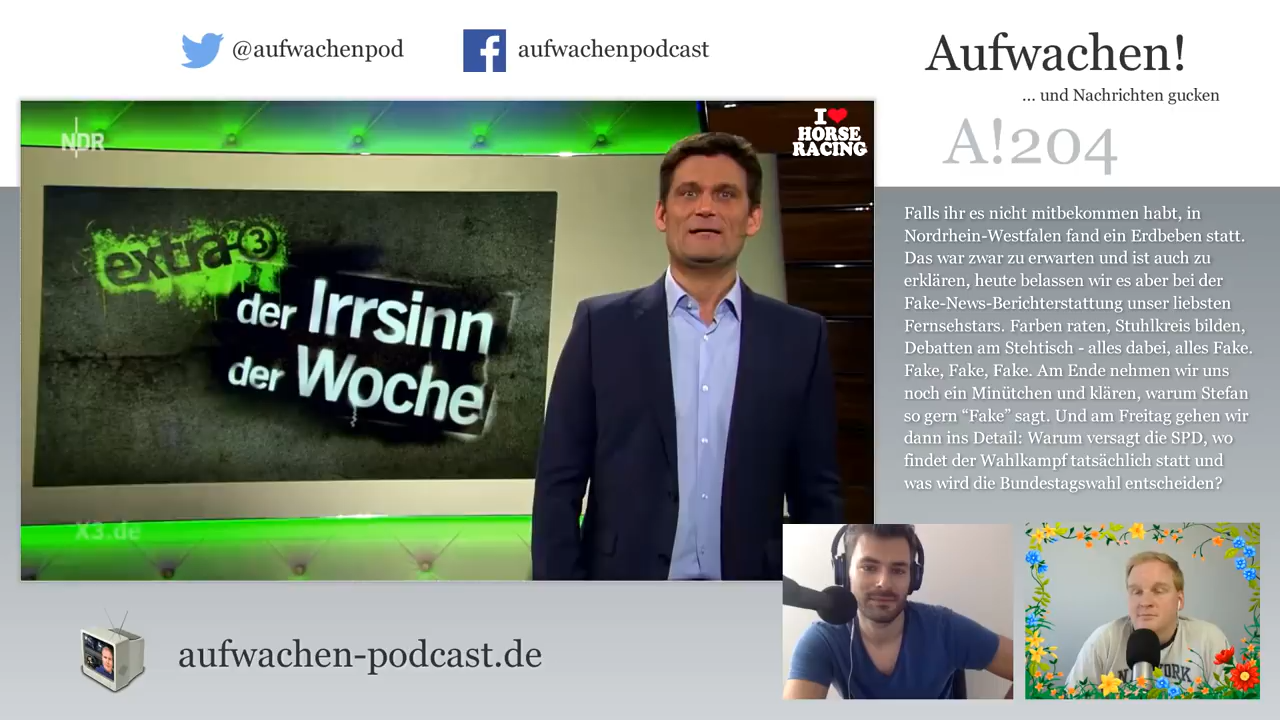 @aufwachenpod
aufwachenpodcast
Aufwachen!
... und Nachrichten gucken
A!204
NDR
I
HORSE
RACING
extra-3
der Irrsinn
der Woche
X3.de
Falls ihr es nicht mitbekommen habt, in
Nordrhein-Westfalen fand ein Erdbeben statt.
Das war zwar zu erwarten und ist auch zu
erklären, heute belassen wir es aber bei der
Fake-News-Berichterstattung unser liebsten
Fernsehstars. Farben raten, Stuhlkreis bilden,
Debatten am Stehtisch - alles dabei, alles Fake.
Fake, Fake, Fake. Am Ende nehmen wir uns
noch ein Minütchen und klären, warum Stefan
so gern “Fake” sagt. Und am Freitag gehen wir
dann ins Detail: Warum versagt die SPD, wo
findet der Wahlkampf tatsächlich statt und
was wird die Bundestagswahl entscheiden?
aufwachen-podcast.de